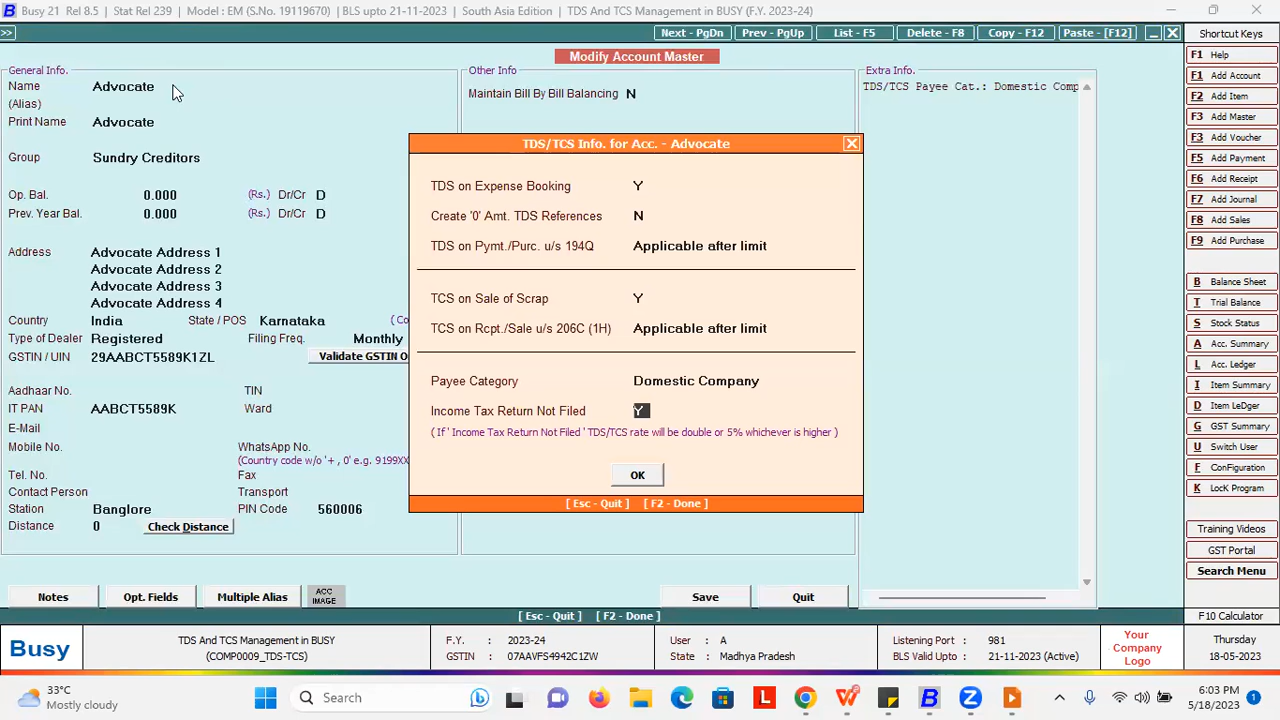 Busy 21 Rel 8.5 | Stat Rel 239 | Model : EM (S.No. 19119670) | BLS upto 21-11-2023 | South Asia Edition | TDS And TCS Management in BUSY (F.Y. 2023-24)
>> Next - PgDn Prev - PgUp List - F5 Delete - F8 Copy - F12 Paste - [F12]
Modify Account Master
General Info.
Name Advocate
(Alias)
Print Name Advocate
Group Sundry Creditors
Op. Bal. 0.000 (Rs.) Dr/Cr D
Prev. Year Bal. 0.000 (Rs.) Dr/Cr D
Address Advocate Address 1
Advocate Address 2
Advocate Address 3
Advocate Address 4
Country India State / POS Karnataka (Co
Type of Dealer Registered Filing Freq. Monthly
GSTIN / UIN 29AABCT5589K1ZL Validate GSTIN O
Aadhaar No. TIN
IT PAN AABCT5589K Ward
E-Mail
Mobile No. WhatsApp No.
(Country code w/o '+ , 0' e.g. 9199XX
Tel. No. Fax
Contact Person Transport
Station Banglore PIN Code 560006
Distance 0 Check Distance
Other Info
Maintain Bill By Bill Balancing N
Extra Info.
TDS/TCS Payee Cat.: Domestic Comp
TDS/TCS Info. for Acc. - Advocate
TDS on Expense Booking Y
Create '0' Amt. TDS References N
TDS on Pymt./Purc. u/s 194Q Applicable after limit
TCS on Sale of Scrap Y
TCS on Rcpt./Sale u/s 206C (1H) Applicable after limit
Payee Category Domestic Company
Income Tax Return Not Filed Y
( If ' Income Tax Return Not Filed ' TDS/TCS rate will be double or 5% whichever is higher )
OK
[ Esc - Quit ] [ F2 - Done ]
Notes Opt. Fields Multiple Alias ACC IMAGE Save Quit
[ Esc - Quit ] [ F2 - Done ]
Shortcut Keys
F1 Help
F1 Add Account
F2 Add Item
F3 Add Master
F3 Add Voucher
F5 Add Payment
F6 Add Receipt
F7 Add Journal
F8 Add Sales
F9 Add Purchase
B Balance Sheet
T Trial Balance
S Stock Status
A Acc. Summary
L Acc. Ledger
I Item Summary
D Item LeDger
G GST Summary
U Switch User
F ConFiguration
K LocK Program
Training Videos
GST Portal
Search Menu
F10 Calculator
Busy
TDS And TCS Management in BUSY
(COMP0009_TDS-TCS)
F.Y. : 2023-24
GSTIN : 07AAVFS4942C1ZW
User : A
State : Madhya Pradesh
Listening Port : 981
BLS Valid Upto : 21-11-2023 (Active)
Your
Company
Logo
Thursday
18-05-2023
33°C
Mostly cloudy
Search
6:03 PM
5/18/2023